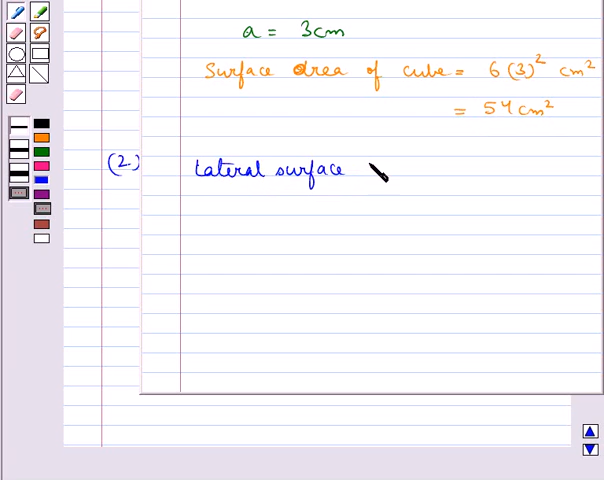 a = 3cm
Surface area of cube = 6(3)² cm²
= 54 cm²
(2) Lateral surface